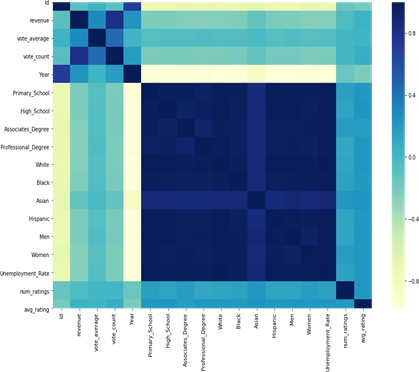 id
revenue
vote_average
vote_count
Year
Primary_School
High_School
Associates_Degree
Professional_Degree
White
Black
Asian
Hispanic
Men
Women
Unemployment_Rate
num_ratings
avg_rating
id
revenue
vote_average
vote_count
Year
Primary_School
High_School
Associates_Degree
Professional_Degree
White
Black
Asian
Hispanic
Men
Women
Unemployment_Rate
num_ratings
avg_rating
0.8
0.4
0.0
−0.4
−0.8